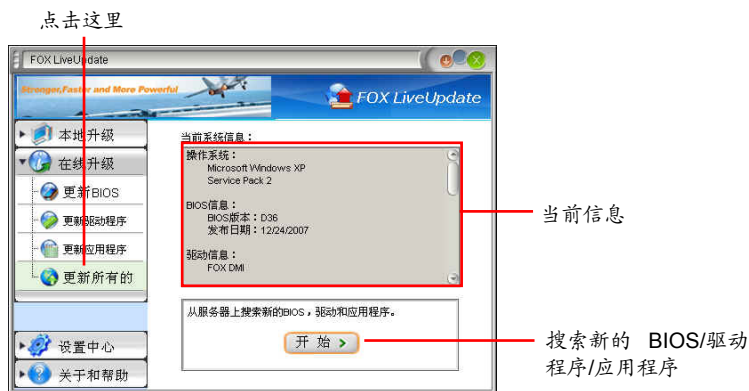 点击这里
FOX LiveUpdate
Stronger,Faster and More Powerful
FOX LiveUpdate
本地升级
在线升级
更新BIOS
更新驱动程序
更新应用程序
更新所有的
设置中心
关于和帮助
当前系统信息：
操作系统：
Microsoft Windows XP
Service Pack 2
BIOS信息：
BIOS版本：D36
发布日期：12/24/2007
驱动信息：
FOX DMI
从服务器上搜索新的BIOS，驱动和应用程序。
开 始
当前信息
搜索新的 BIOS/驱动
程序/应用程序